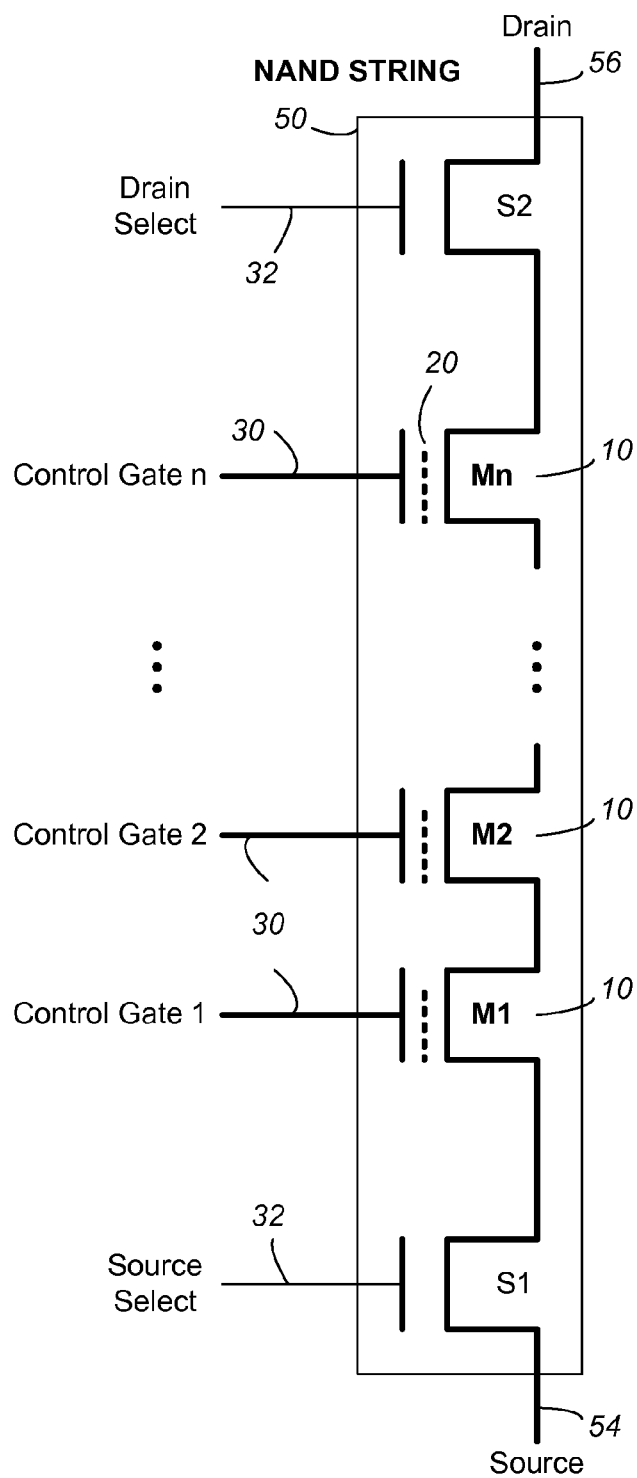 Drain
NAND STRING
56
50
Drain
Select
S2
32
20
30
10
Control Gate n
Mn
10
Control Gate 2
M2
30
10
Control Gate 1
M1
32
Source
Select
S1
54
Source